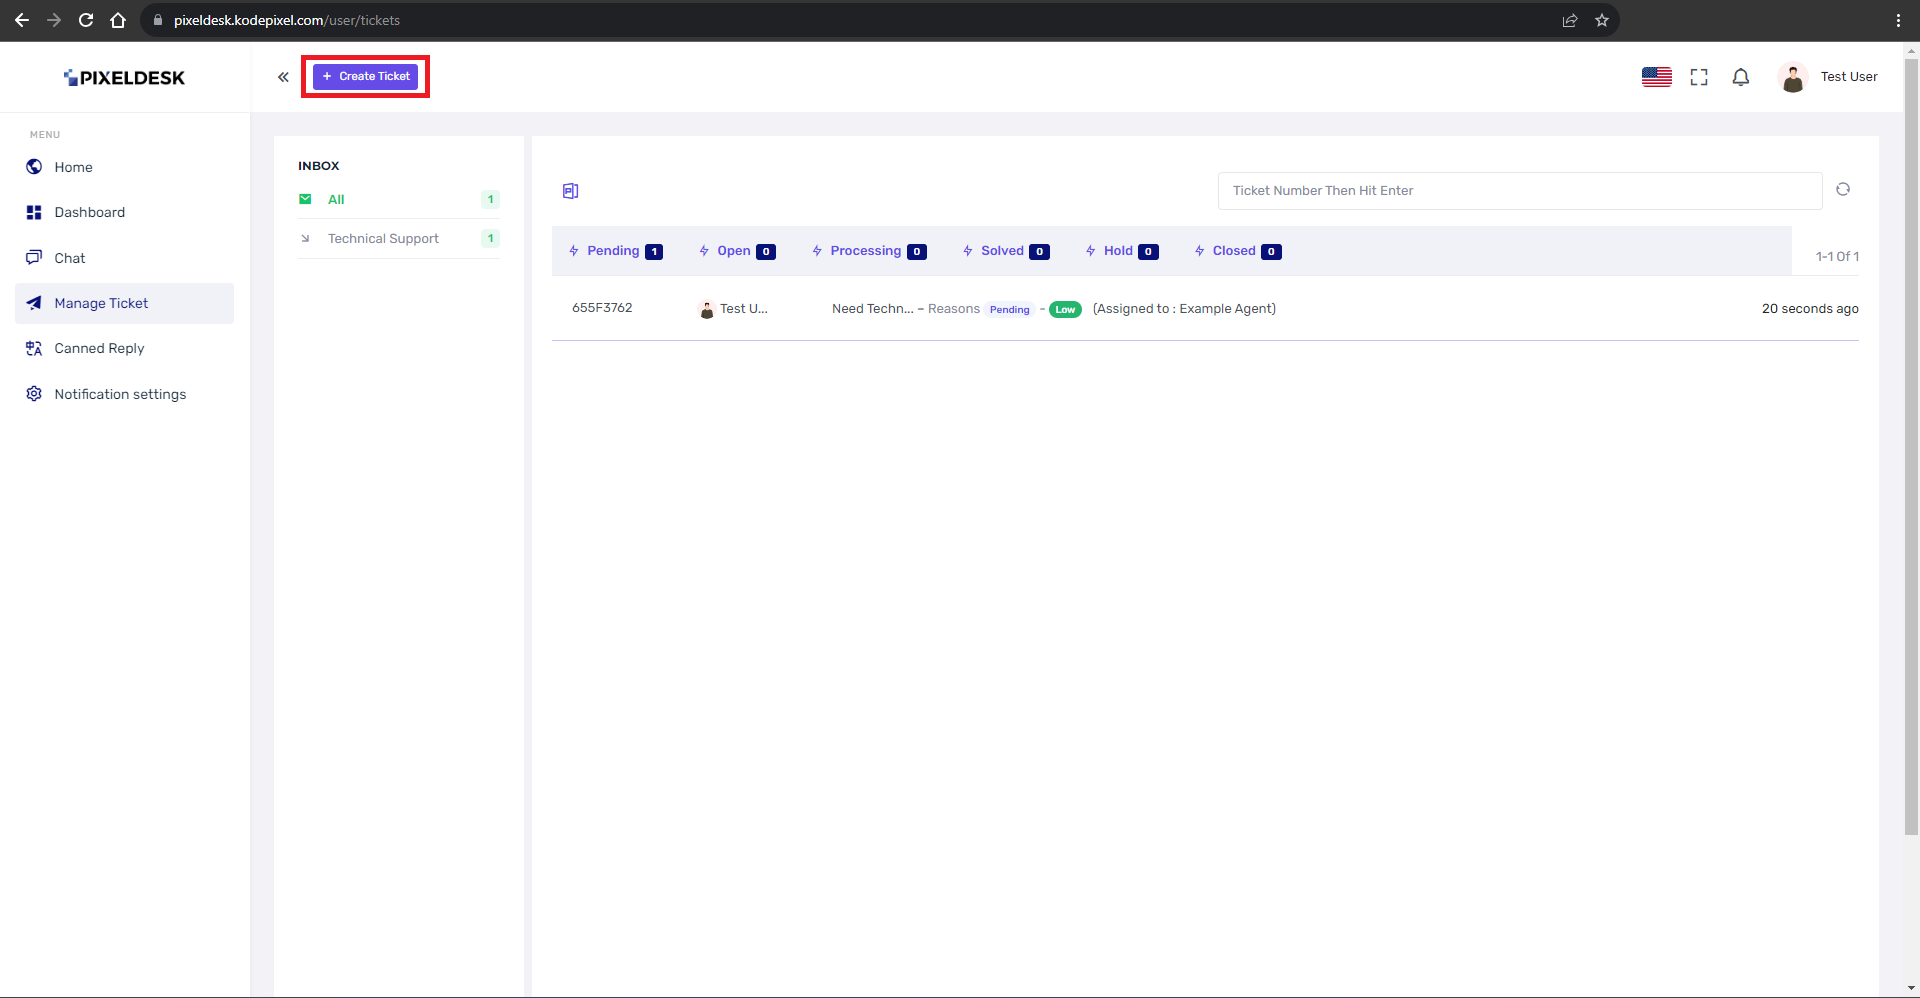 pixeldesk.kodepixel.com/user/tickets
PIXELDESK
+ Create Ticket
Test User
MENU
Home
Dashboard
Chat
Manage Ticket
Canned Reply
Notification settings
INBOX
All 1
Technical Support 1
Ticket Number Then Hit Enter
Pending 1 Open 0 Processing 0 Solved 0 Hold 0 Closed 0
1-1 Of 1
655F3762 Test U... Need Techn... - Reasons Pending - Low (Assigned to : Example Agent) 20 seconds ago